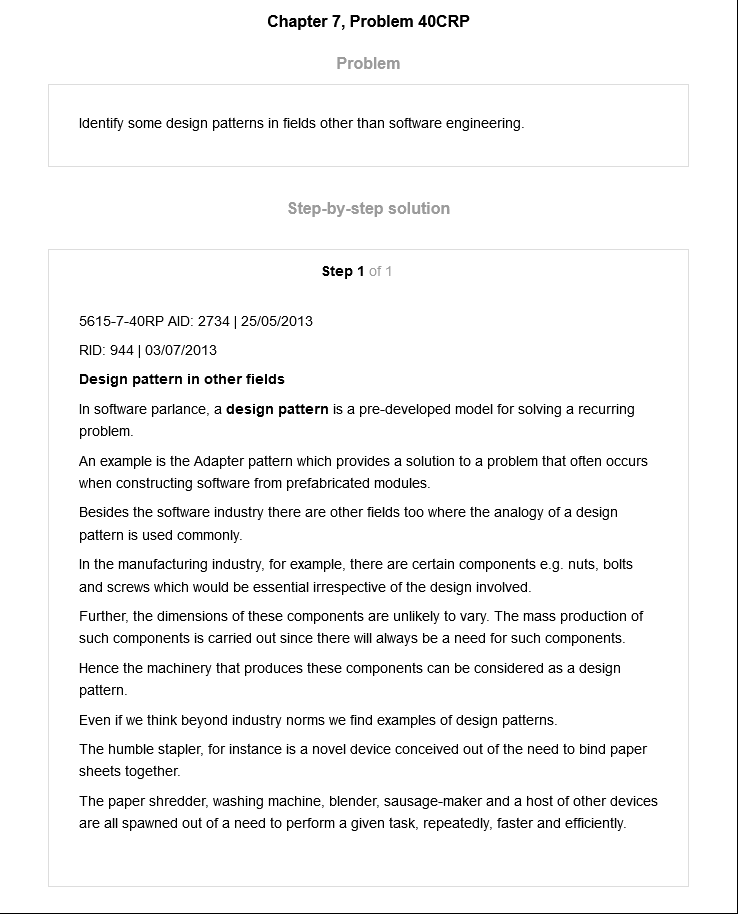 Chapter 7, Problem 40CRP
Problem
Identify some design patterns in fields other than software engineering.
Step-by-step solution
Step 1 of 1
5615-7-40RP AID: 2734 | 25/05/2013
RID: 944 | 03/07/2013
Design pattern in other fields
In software parlance, a design pattern is a pre-developed model for solving a recurring
problem.
An example is the Adapter pattern which provides a solution to a problem that often occurs
when constructing software from prefabricated modules.
Besides the software industry there are other fields too where the analogy of a design
pattern is used commonly.
In the manufacturing industry, for example, there are certain components e.g. nuts, bolts
and screws which would be essential irrespective of the design involved.
Further, the dimensions of these components are unlikely to vary. The mass production of
such components is carried out since there will always be a need for such components.
Hence the machinery that produces these components can be considered as a design
pattern.
Even if we think beyond industry norms we find examples of design patterns.
The humble stapler, for instance is a novel device conceived out of the need to bind paper
sheets together.
The paper shredder, washing machine, blender, sausage-maker and a host of other devices
are all spawned out of a need to perform a given task, repeatedly, faster and efficiently.